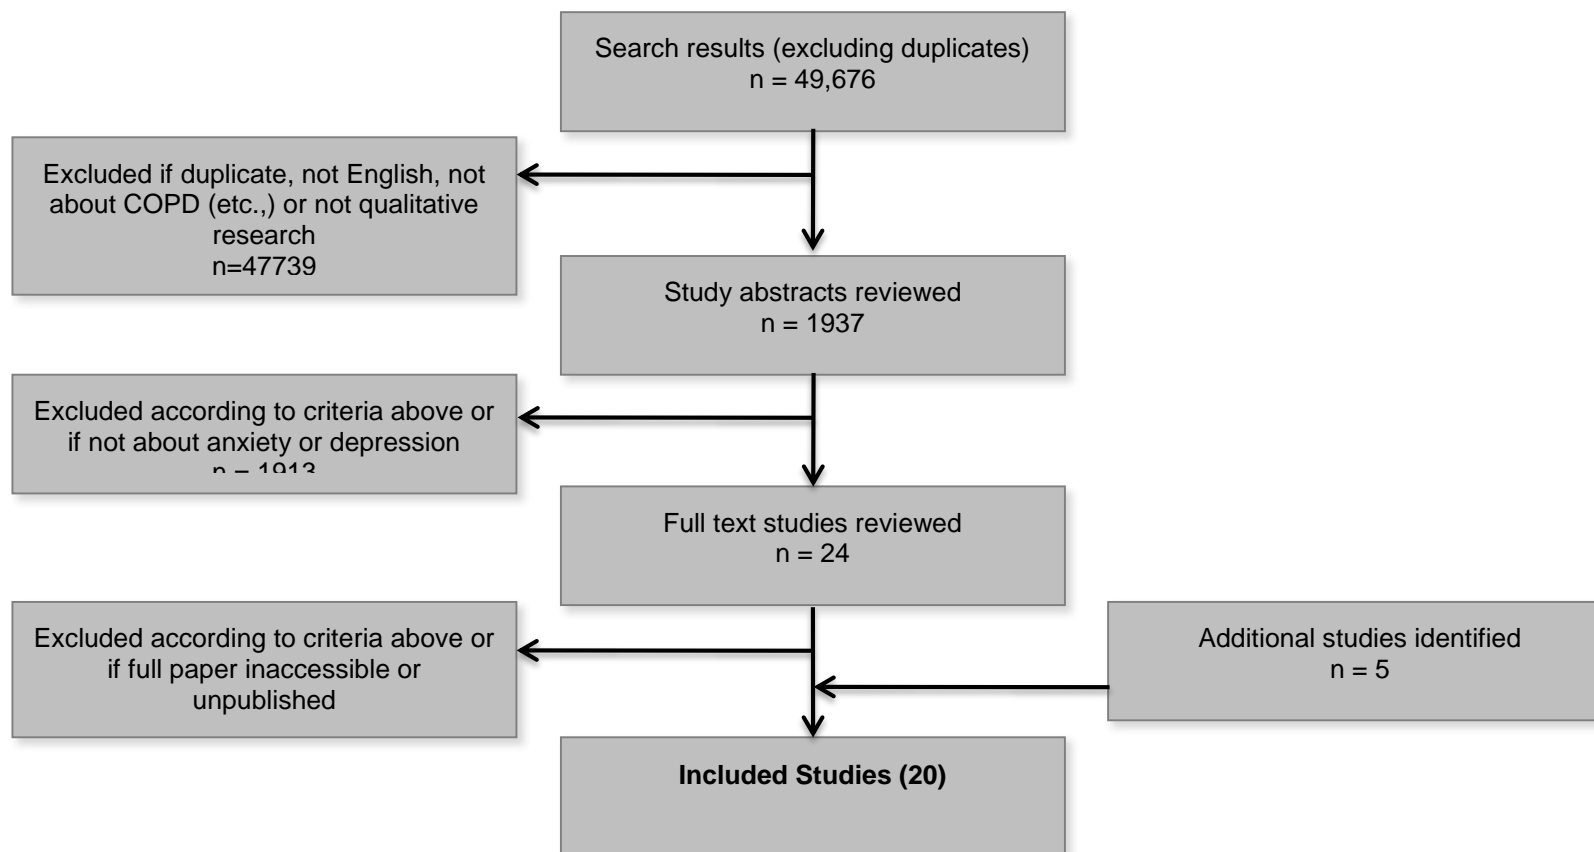 Search results (excluding duplicates)
n = 49,676
Excluded if duplicate, not English, not
about COPD (etc.,) or not qualitative
research
n=47739
Study abstracts reviewed
n = 1937
Excluded according to criteria above or
if not about anxiety or depression
n = 1913
Full text studies reviewed
n = 24
Excluded according to criteria above or
if full paper inaccessible or
unpublished
Additional studies identified
n = 5
Included Studies (20)